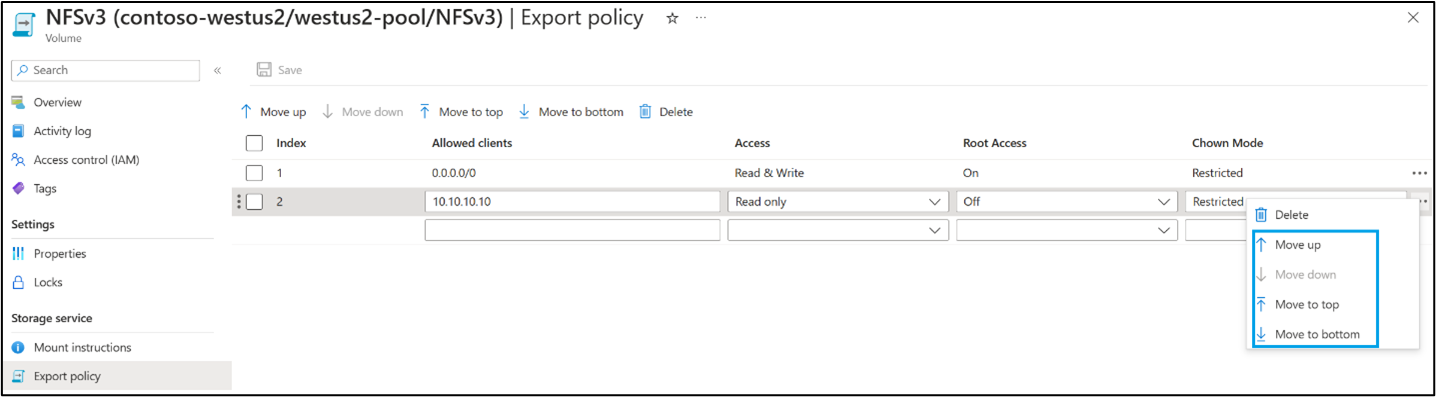 NFSv3 (contoso-westus2/westus2-pool/NFSv3) | Export policy
Volume
Search
Save
Overview
Activity log
Access control (IAM)
Tags
Settings
Properties
Locks
Storage service
Mount instructions
Export policy
Move up Move down Move to top Move to bottom Delete
Index Allowed clients Access Root Access Chown Mode
1 0.0.0.0/0 Read & Write On Restricted
2 10.10.10.10 Read only Off Restricted
Delete
Move up
Move down
Move to top
Move to bottom